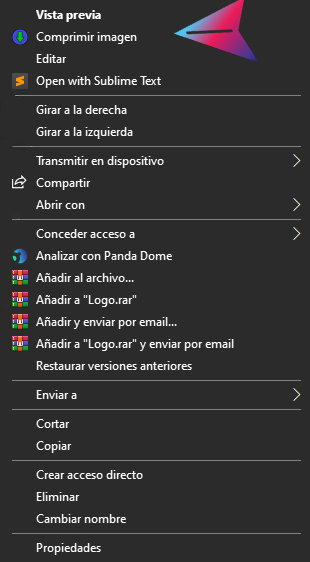 Vista previa
Comprimir imagen
Editar
Open with Sublime Text
Girar a la derecha
Girar a la izquierda
Transmitir en dispositivo
Compartir
Abrir con
Conceder acceso a
Analizar con Panda Dome
Añadir al archivo...
Añadir a "Logo.rar"
Añadir y enviar por email...
Añadir a "Logo.rar" y enviar por email
Restaurar versiones anteriores
Enviar a
Cortar
Copiar
Crear acceso directo
Eliminar
Cambiar nombre
Propiedades